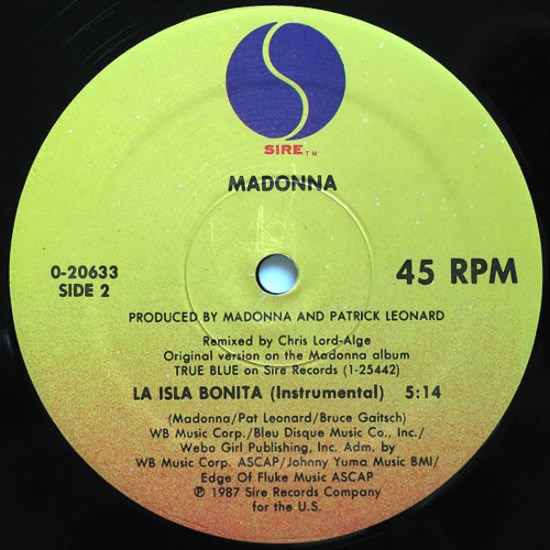 SIRE™
MADONNA
0-20633
SIDE 2
45 RPM
PRODUCED BY MADONNA AND PATRICK LEONARD
Remixed by Chris Lord-Alge
Original version on the Madonna album
TRUE BLUE on Sire Records (1-25442)
LA ISLA BONITA (Instrumental) 5:14
(Madonna/Pat Leonard/Bruce Gaitsch)
WB Music Corp./Bleu Disque Music Co., Inc./
Webo Girl Publishing, Inc. Adm. by
WB Music Corp. ASCAP/Johnny Yuma Music BMI/
Edge Of Fluke Music ASCAP
℗ 1987 Sire Records Company
for the U.S.